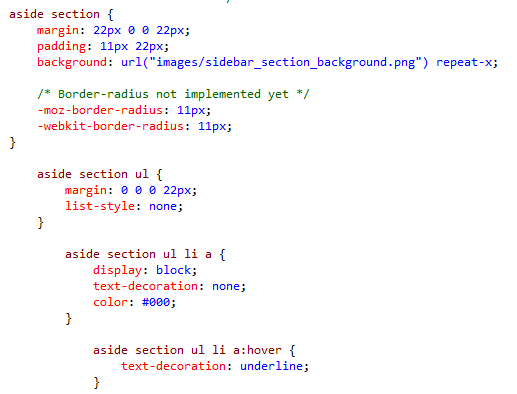 aside section {
    margin: 22px 0 0 22px;
    padding: 11px 22px;
    background: url("images/sidebar_section_background.png") repeat-x;

    /* Border-radius not implemented yet */
    -moz-border-radius: 11px;
    -webkit-border-radius: 11px;
}

    aside section ul {
        margin: 0 0 0 22px;
        list-style: none;
    }

        aside section ul li a {
            display: block;
            text-decoration: none;
            color: #000;
        }

            aside section ul li a:hover {
                text-decoration: underline;
            }